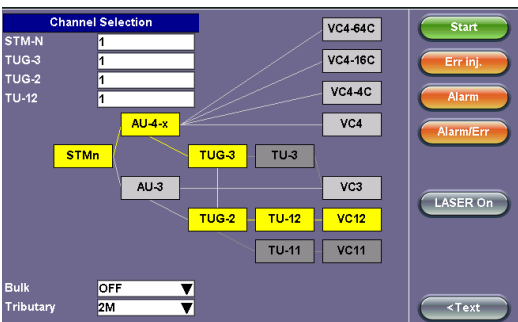 Channel Selection
STM-N 1
TUG-3 1
TUG-2 1
TU-12 1
VC4-64C
VC4-16C
VC4-4C
AU-4-x VC4
STMn TUG-3 TU-3
AU-3 VC3
TUG-2 TU-12 VC12
TU-11 VC11
Bulk OFF
Tributary 2M
Start
Err inj.
Alarm
Alarm/Err
LASER On
<Text